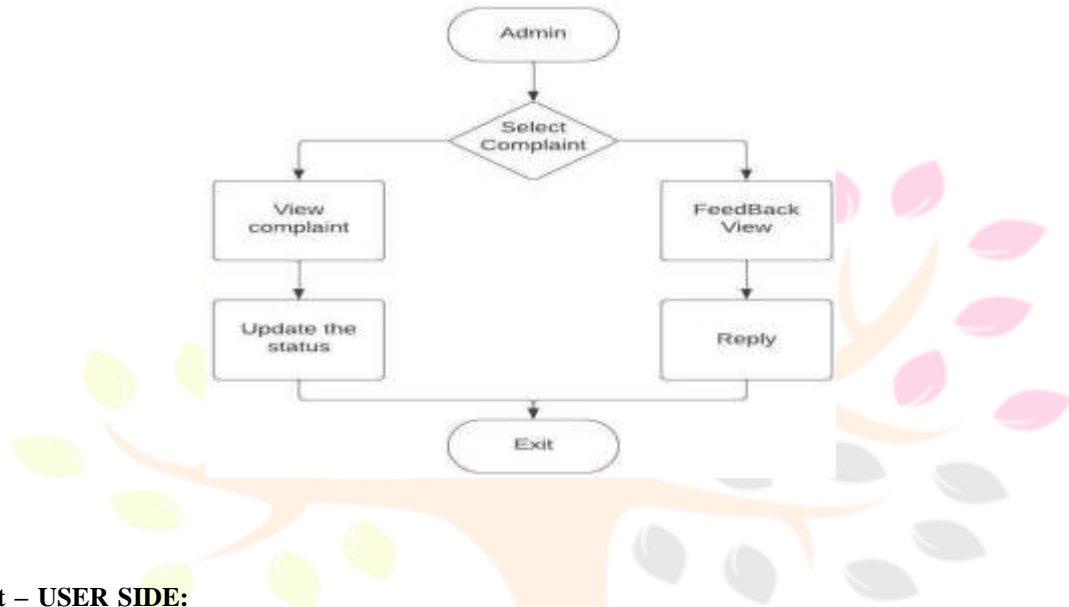 Admin
Select
Complaint
View
complaint
FeedBack
View
Update the
status
Reply
Exit
t – USER SIDE: